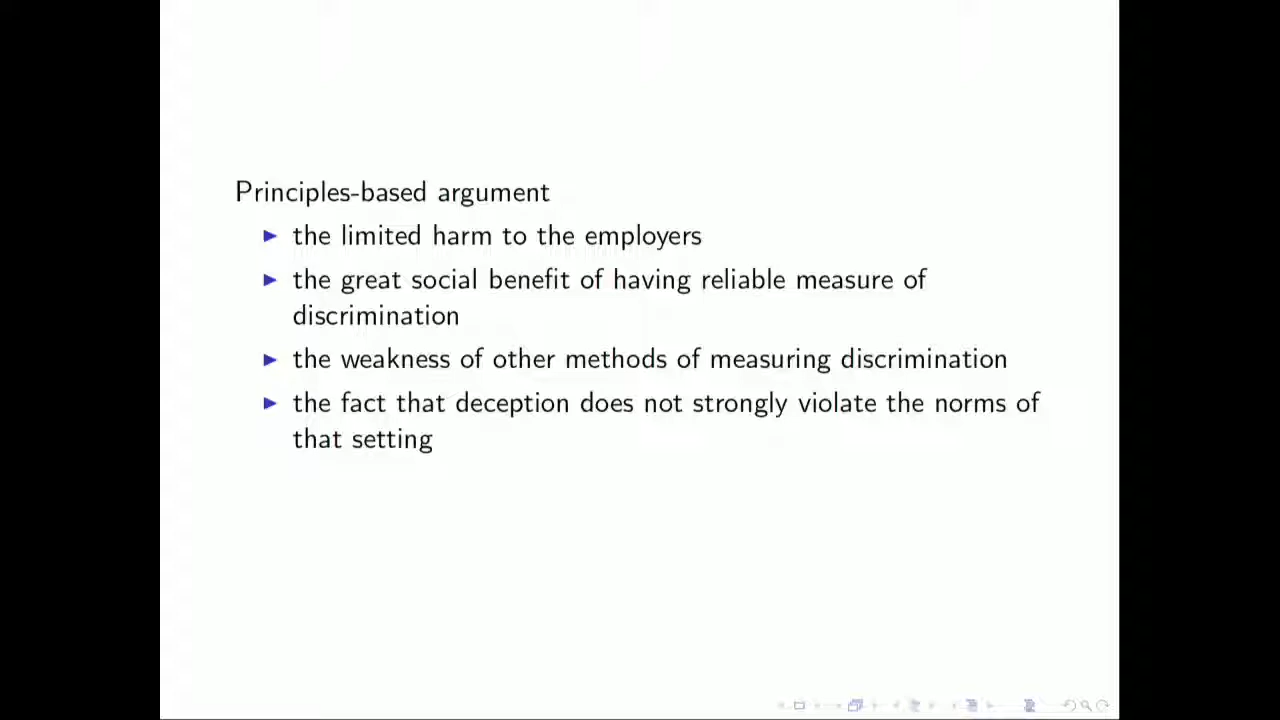 Principles-based argument
the limited harm to the employers
the great social benefit of having reliable measure of
discrimination
the weakness of other methods of measuring discrimination
the fact that deception does not strongly violate the norms of
that setting